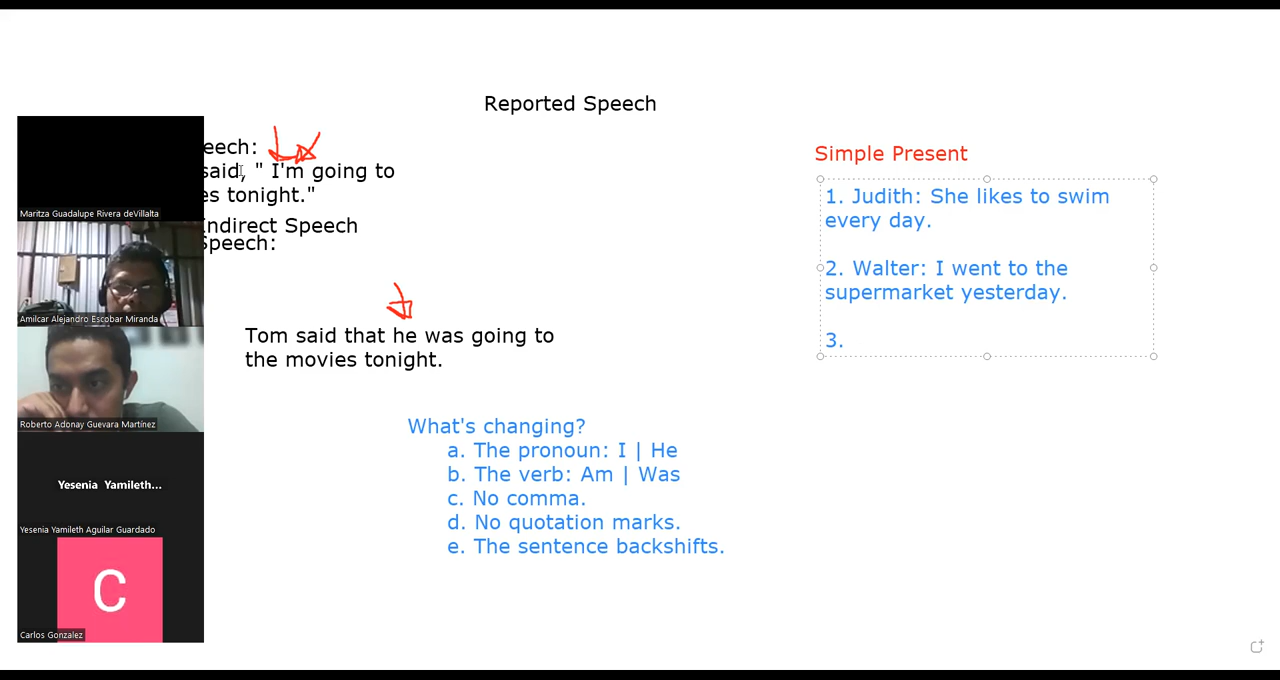 Reported Speech
eech:
said, " I'm going to
es tonight."
Indirect Speech
Speech:
Tom said that he was going to
the movies tonight.
What's changing?
a. The pronoun: I | He
b. The verb: Am | Was
c. No comma.
d. No quotation marks.
e. The sentence backshifts.
Simple Present
1. Judith: She likes to swim
every day.
2. Walter: I went to the
supermarket yesterday.
3.
Maritza Guadalupe Rivera deVillalta
Amilcar Alejandro Escobar Miranda
Roberto Adonay Guevara Martínez
Yesenia Yamileth...
Yesenia Yamileth Aguilar Guardado
C
Carlos Gonzalez